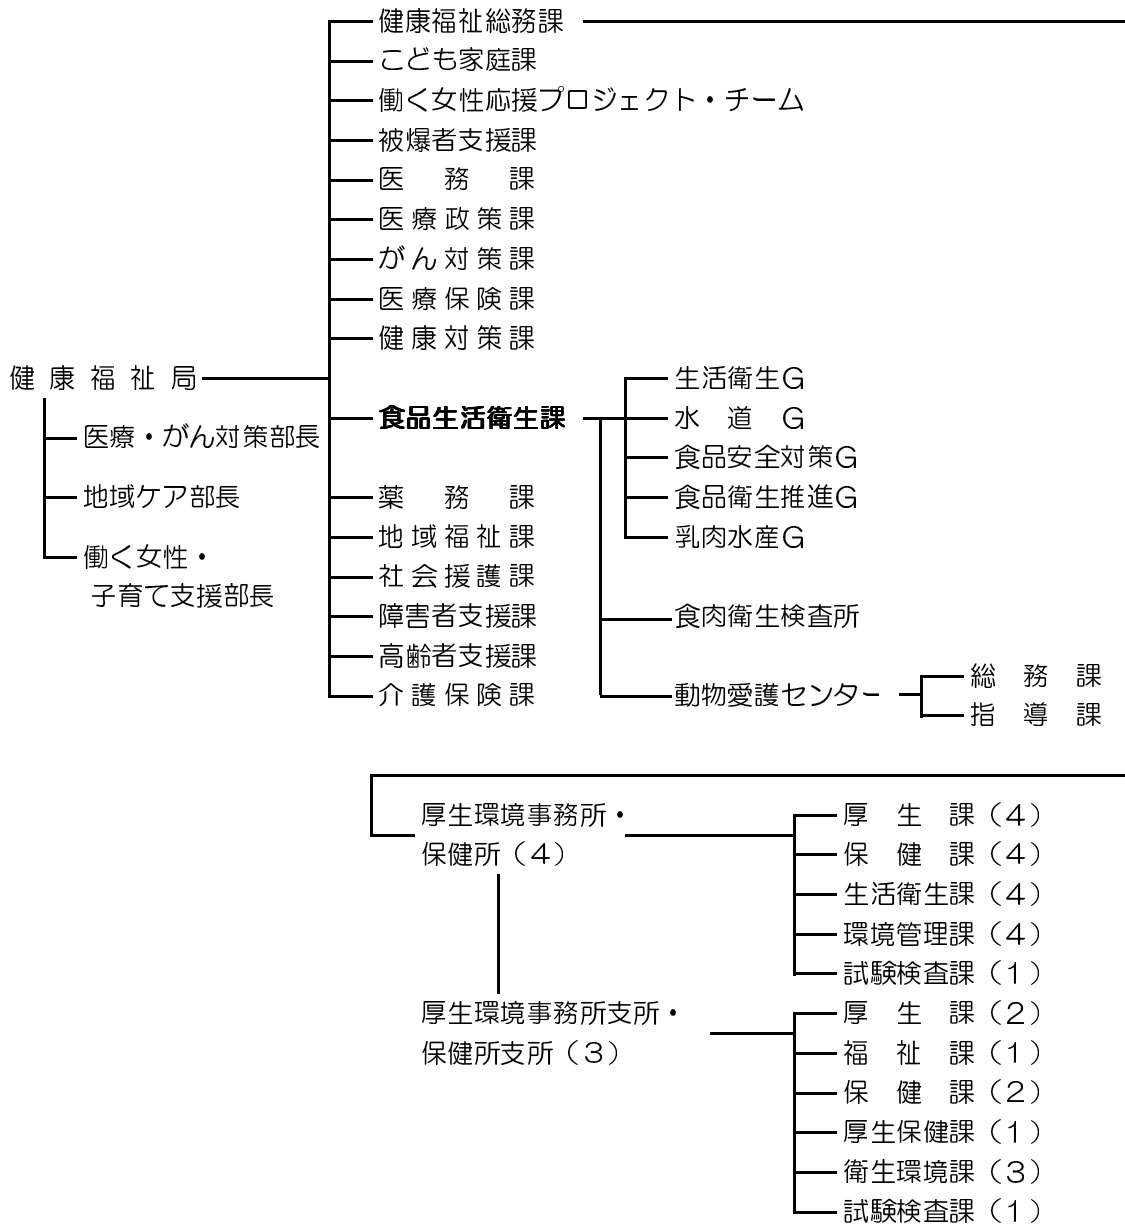 健康福祉総務課
こども家庭課
働く女性応援プロジェクト・チーム
被爆者支援課
医務課
医療政策課
がん対策課
医療保険課
健康対策課
健康福祉局
医療・がん対策部長
地域ケア部長
働く女性・
子育て支援部長
食品生活衛生課
薬務課
地域福祉課
社会援護課
障害者支援課
高齢者支援課
介護保険課
生活衛生G
水道G
食品安全対策G
食品衛生推進G
乳肉水産G
食肉衛生検査所
動物愛護センター
総務課
指導課
厚生環境事務所・
保健所(4)
厚生課(4)
保健課(4)
生活衛生課(4)
環境管理課(4)
試験検査課(1)
厚生環境事務所支所・
保健所支所(3)
厚生課(2)
福祉課(1)
保健課(2)
厚生保健課(1)
衛生環境課(3)
試験検査課(1)